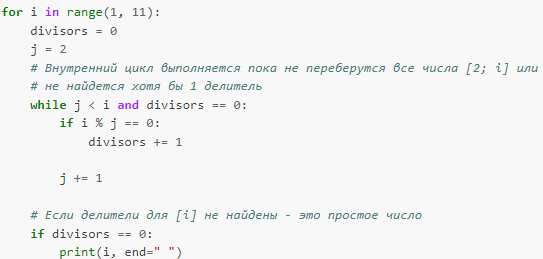 for i in range(1, 11):
    divisors = 0
    j = 2
    # Внутренний цикл выполняется пока не переберутся все числа [2; i] или
    # не найдется хотя бы 1 делитель
    while j < i and divisors == 0:
        if i % j == 0:
            divisors += 1

        j += 1

    # Если делители для [i] не найдены - это простое число
    if divisors == 0:
        print(i, end=" ")